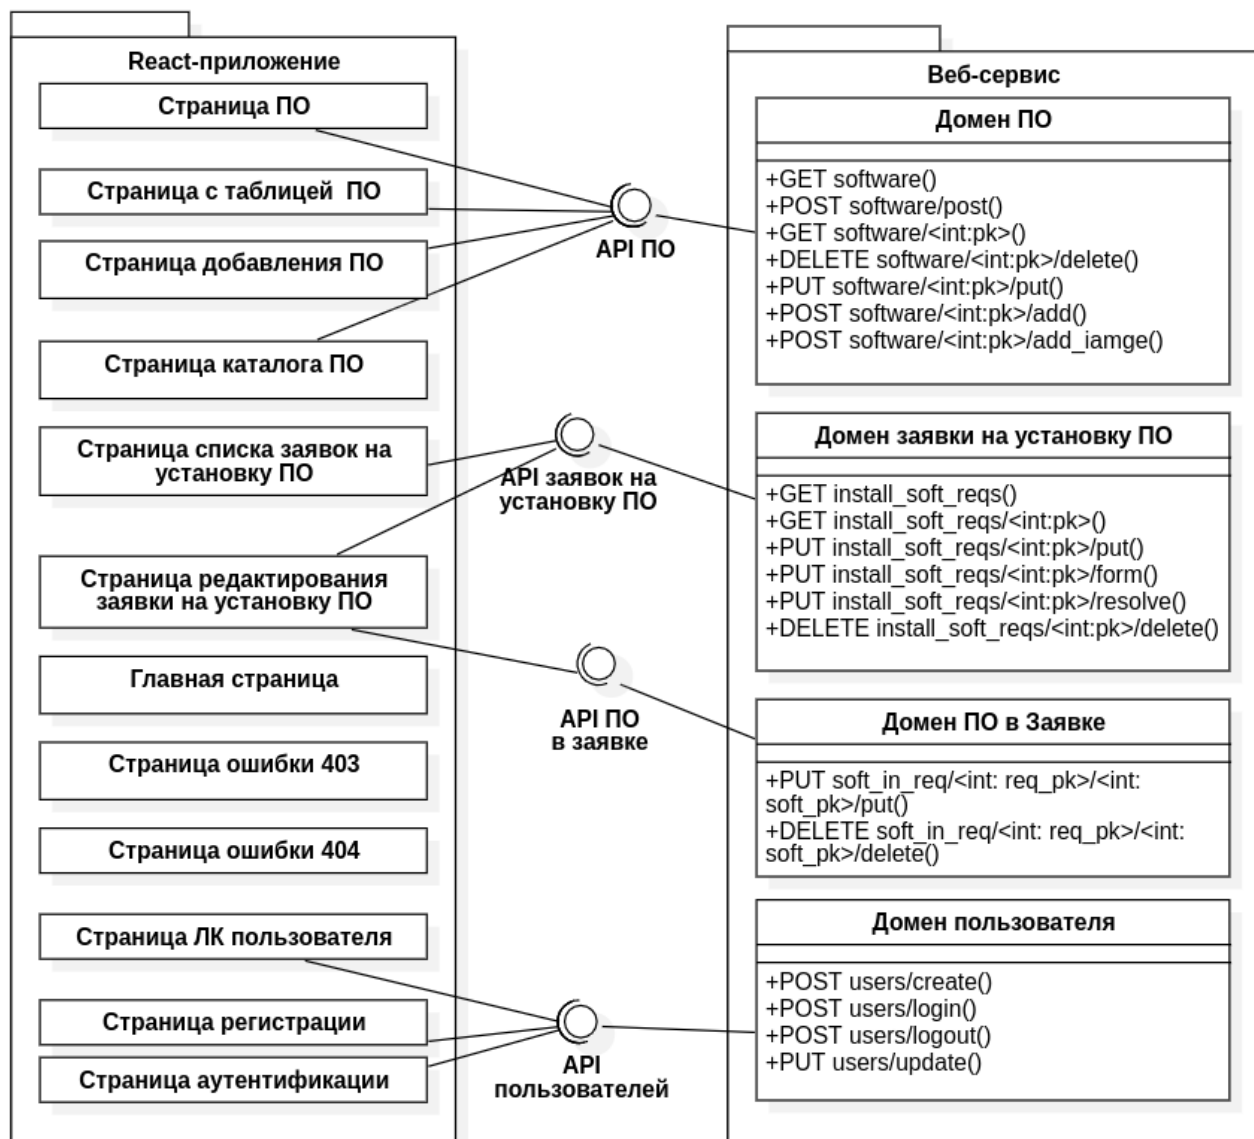 React-приложение
Страница ПО
Страница с таблицей ПО
Страница добавления ПО
Страница каталога ПО
Страница списка заявок на
установку ПО
Страница редактирования
заявки на установку ПО
Главная страница
Страница ошибки 403
Страница ошибки 404
Страница ЛК пользователя
Страница регистрации
Страница аутентификации
API ПО
API заявок на
установку ПО
API ПО
в заявке
API
пользователей
Веб-сервис
Домен ПО
+GET software()
+POST software/post()
+GET software/<int:pk>()
+DELETE software/<int:pk>/delete()
+PUT software/<int:pk>/put()
+POST software/<int:pk>/add()
+POST software/<int:pk>/add_iamge()
Домен заявки на установку ПО
+GET install_soft_reqs()
+GET install_soft_reqs/<int:pk>()
+PUT install_soft_reqs/<int:pk>/put()
+PUT install_soft_reqs/<int:pk>/form()
+PUT install_soft_reqs/<int:pk>/resolve()
+DELETE install_soft_reqs/<int:pk>/delete()
Домен ПО в Заявке
+PUT soft_in_req/<int: req_pk>/<int:
soft_pk>/put()
+DELETE soft_in_req/<int: req_pk>/<int:
soft_pk>/delete()
Домен пользователя
+POST users/create()
+POST users/login()
+POST users/logout()
+PUT users/update()